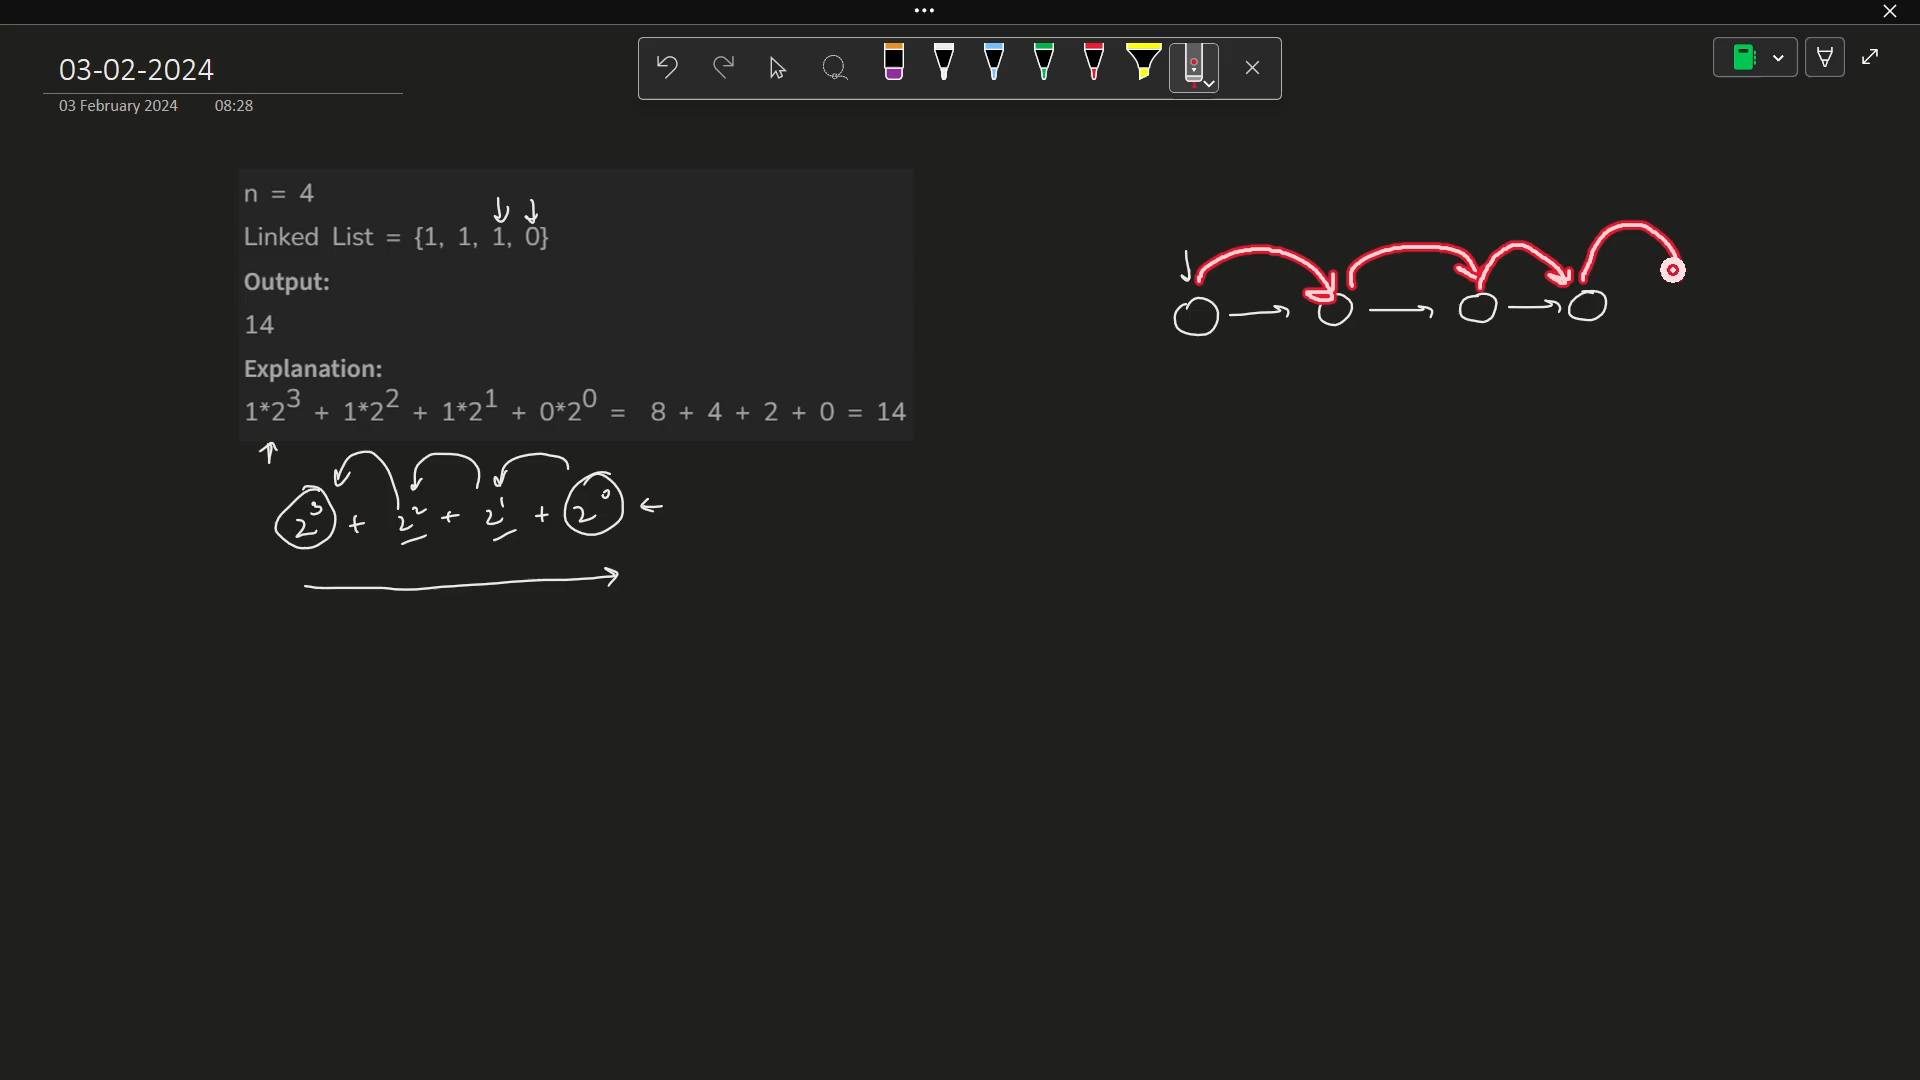 03-02-2024
03 February 2024 08:28
n = 4
Linked List = {1, 1, 1, 0}
Output:
14
Explanation:
1*2^3 + 1*2^2 + 1*2^1 + 0*2^0 = 8 + 4 + 2 + 0 = 14
2^3 + 2^2 + 2^1 + 2^0